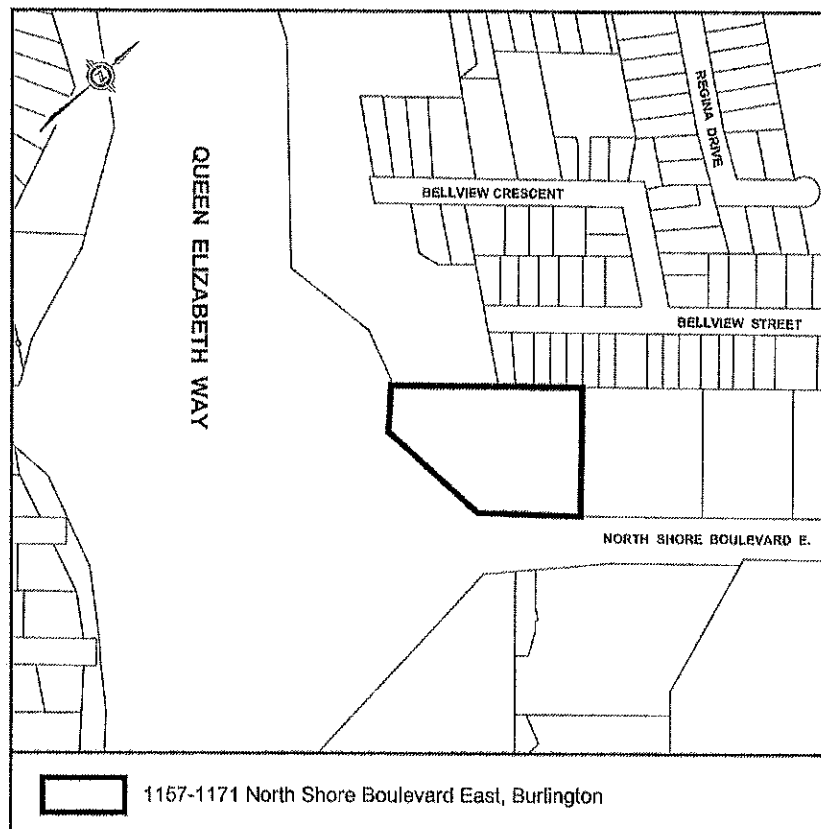 REGINA DRIVE
QUEEN ELIZABETH WAY
BELLVIEW CRESCENT
BELLVIEW STREET
NORTH SHORE BOULEVARD E.
1157-1171 North Shore Boulevard East, Burlington